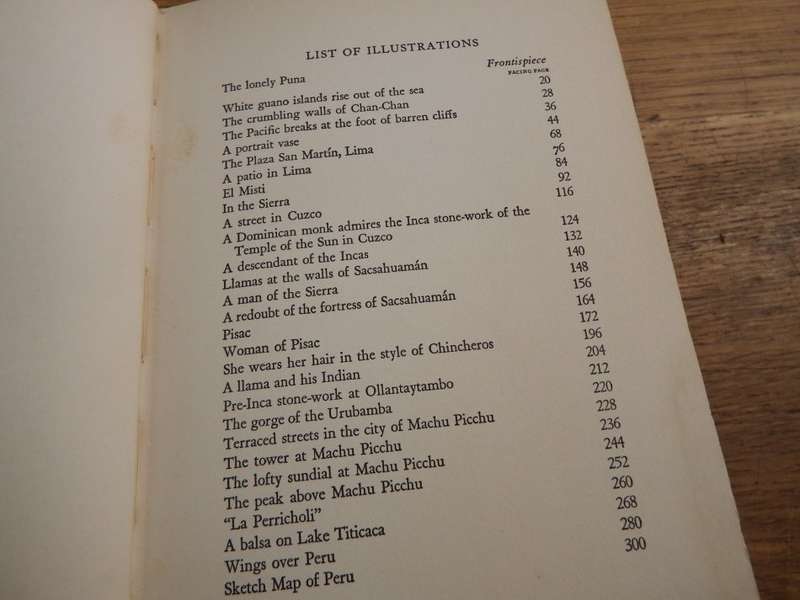 LIST OF ILLUSTRATIONS
The lonely Puna Frontispiece
FACING PAGE
White guano islands rise out of the sea 20
The crumbling walls of Chan-Chan 28
The Pacific breaks at the foot of barren cliffs 36
A portrait vase 44
The Plaza San Martín, Lima 68
A patio in Lima 76
El Misti 84
In the Sierra 92
A street in Cuzco 116
A Dominican monk admires the Inca stone-work of the
Temple of the Sun in Cuzco 124
A descendant of the Incas 132
Llamas at the walls of Sacsahuamán 140
A man of the Sierra 148
A redoubt of the fortress of Sacsahuamán 156
Pisac 164
Woman of Pisac 172
She wears her hair in the style of Chincheros 196
A llama and his Indian 204
Pre-Inca stone-work at Ollantaytambo 212
The gorge of the Urubamba 220
Terraced streets in the city of Machu Picchu 228
The tower at Machu Picchu 236
The lofty sundial at Machu Picchu 244
The peak above Machu Picchu 252
“La Perricholi” 260
A balsa on Lake Titicaca 268
Wings over Peru 280
Sketch Map of Peru 300